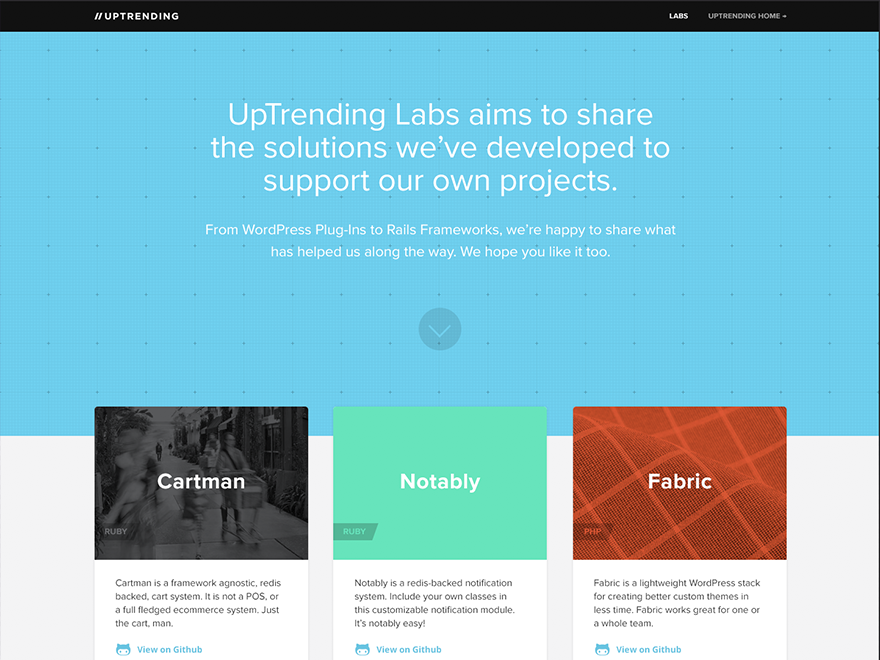 //UPTRENDING
LABS
UPTRENDING HOME
UpTrending Labs aims to share
the solutions we’ve developed to
support our own projects.
From WordPress Plug-Ins to Rails Frameworks, we’re happy to share what
has helped us along the way. We hope you like it too.
Cartman
RUBY
Cartman is a framework agnostic, redis
backed, cart system. It is not a POS, or
a full fledged ecommerce system. Just
the cart, man.
View on Github
Notably
RUBY
Notably is a redis-backed notification
system. Include your own classes in
this customizable notification module.
It’s notably easy!
View on Github
Fabric
PHP
Fabric is a lightweight WordPress stack
for creating better custom themes in
less time. Fabric works great for one or
a whole team.
View on Github